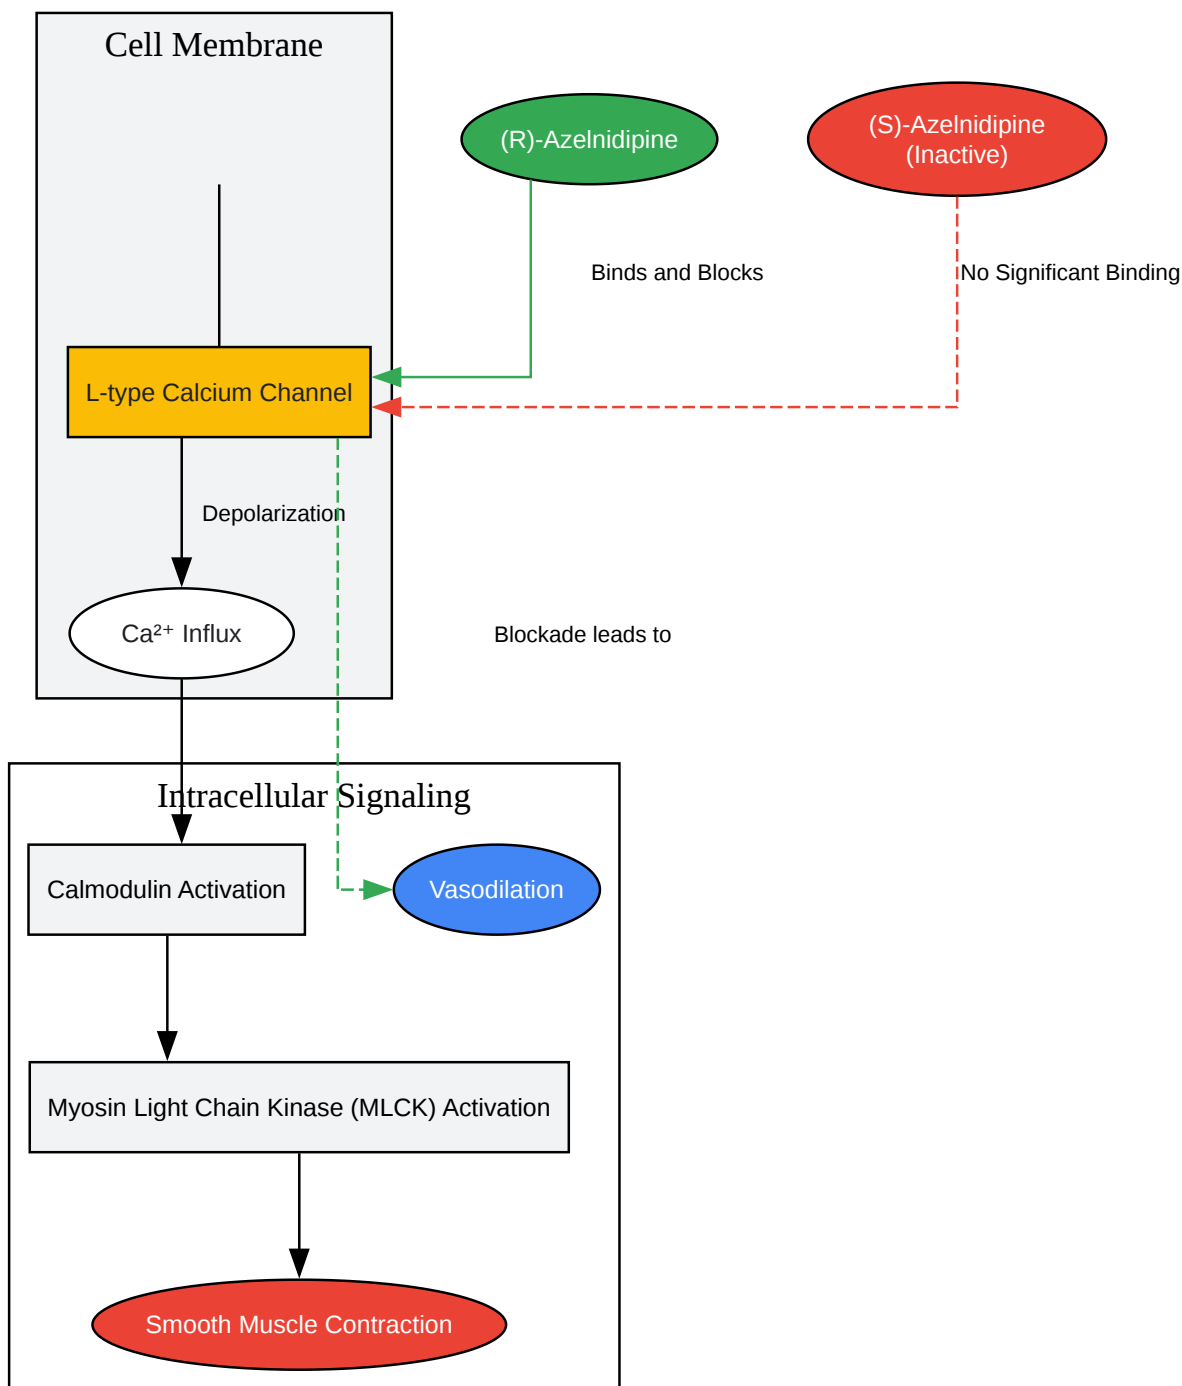 Cell Membrane
(R)-Azelnidipine
(S)-Azelnidipine
(Inactive)
Binds and Blocks
No Significant Binding
L-type Calcium Channel
Depolarization
Ca²⁺ Influx
Blockade leads to
Intracellular Signaling
Calmodulin Activation
Vasodilation
Myosin Light Chain Kinase (MLCK) Activation
Smooth Muscle Contraction